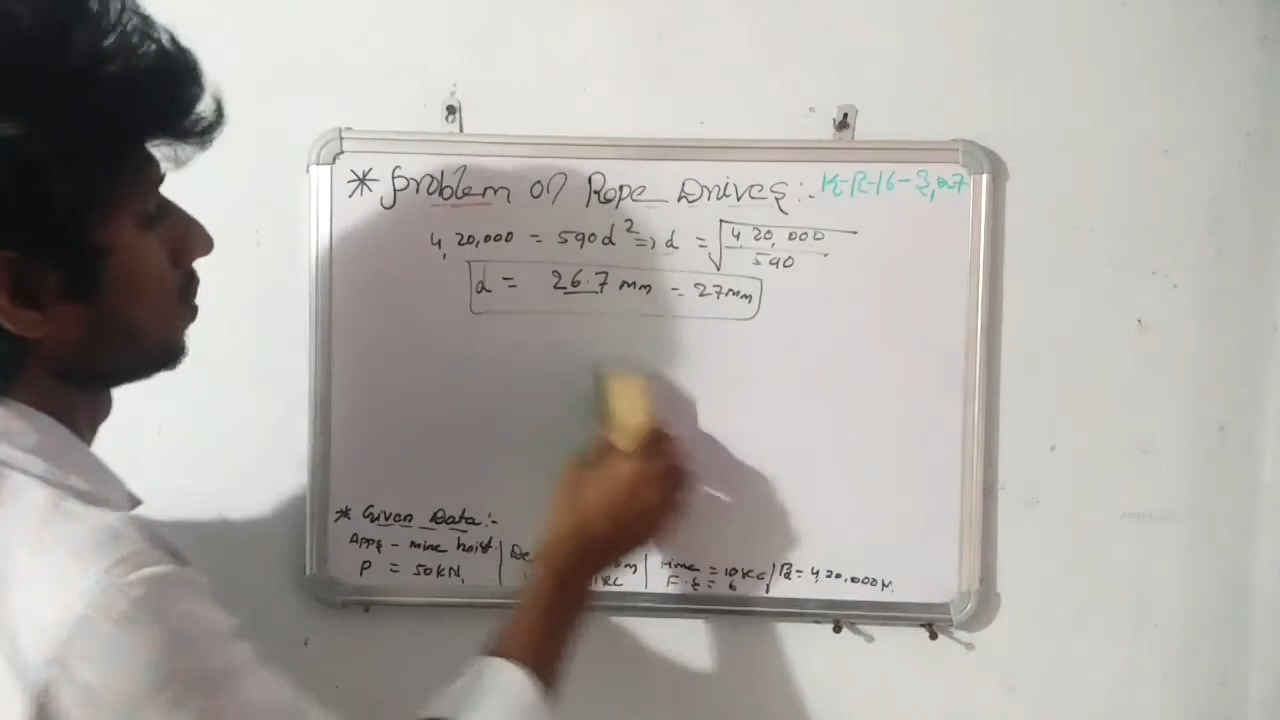 * Problem on Rope Drives:-
4,20,000 = 590d² => d = √4,20,000/590
d = 26.7 mm = 27mm
* Given Data:-
Apps - mine hoist
P = 50KN
Time = 10sec
F.S = 6
Pd = 4,20,000N